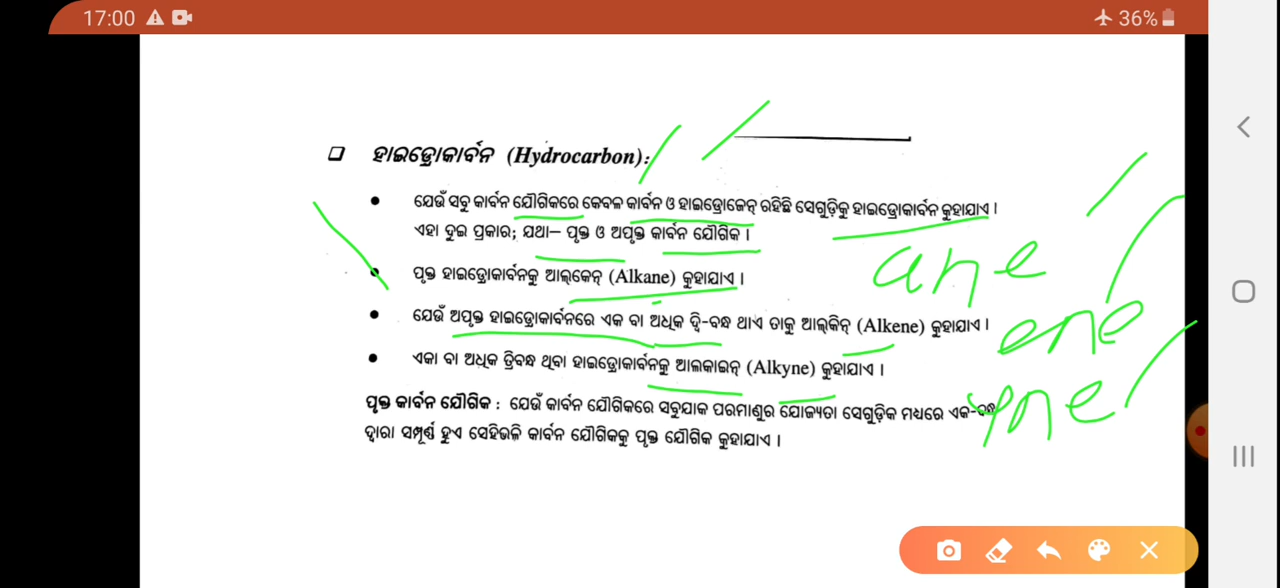 17:00
36%
❑ ହାଇଡ୍ରୋକାର୍ବନ (Hydrocarbon):
• ଯେଉଁ ସବୁ କାର୍ବନ ଯୌଗିକରେ କେବଳ କାର୍ବନ ଓ ହାଇଡ୍ରୋଜେନ୍ ରହିଛି ସେଗୁଡ଼ିକୁ ହାଇଡ୍ରୋକାର୍ବନ କୁହାଯାଏ।
ଏହା ଦୁଇ ପ୍ରକାର; ଯଥା– ପୃକ୍ତ ଓ ଅପୃକ୍ତ କାର୍ବନ ଯୌଗିକ।
ane
• ପୃକ୍ତ ହାଇଡ୍ରୋକାର୍ବନକୁ ଆଲ୍‌କେନ୍ (Alkane) କୁହାଯାଏ।
• ଯେଉଁ ଅପୃକ୍ତ ହାଇଡ୍ରୋକାର୍ବନରେ ଏକ ବା ଅଧିକ ଦ୍ୱି-ବନ୍ଧ ଥାଏ ତାକୁ ଆଲ୍‌କିନ୍ (Alkene) କୁହାଯାଏ।
ene
• ଏକା ବା ଅଧିକ ତ୍ରିବନ୍ଧ ଥିବା ହାଇଡ୍ରୋକାର୍ବନକୁ ଆଲକାଇନ୍ (Alkyne) କୁହାଯାଏ।
yne
ପୃକ୍ତ କାର୍ବନ ଯୌଗିକ : ଯେଉଁ କାର୍ବନ ଯୌଗିକରେ ସବୁଯାକ ପରମାଣୁର ଯୋଜ୍ୟତା ସେଗୁଡ଼ିକ ମଧ୍ୟରେ ଏକ-ବନ୍ଧ
ଦ୍ୱାରା ସମ୍ପୂର୍ଣ୍ଣ ହୁଏ ସେହିଭଳି କାର୍ବନ ଯୌଗିକକୁ ପୃକ୍ତ ଯୌଗିକ କୁହାଯାଏ।